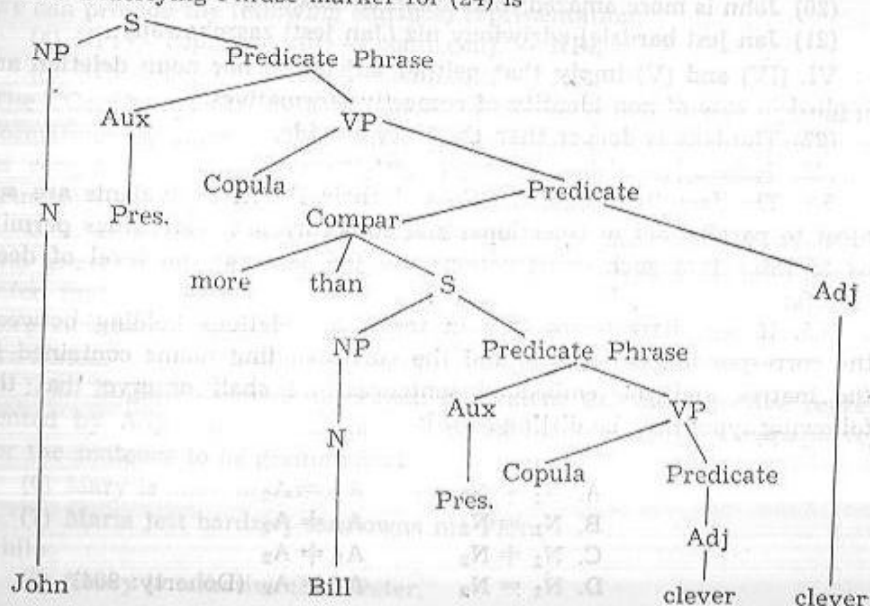 S
NP Predicate Phrase
Aux VP
Copula Predicate
N Pres. Compar
more than S Adj
NP Predicate Phrase
Aux VP
N Copula Predicate
Pres.
Adj
John Bill clever clever